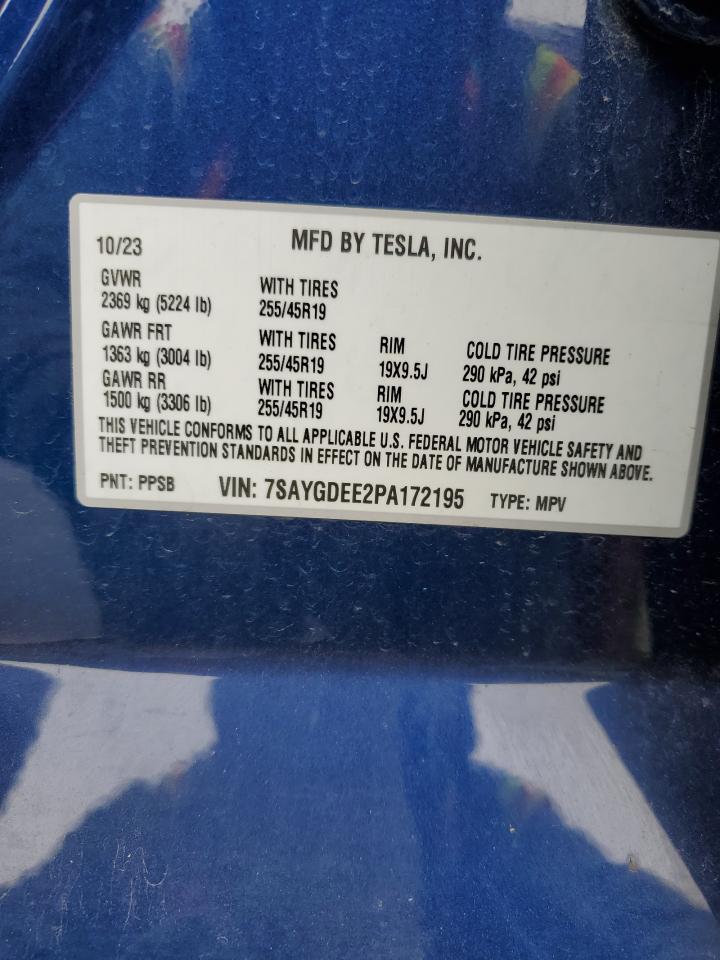 10/23 MFD BY TESLA, INC.
GVWR
2369 kg (5224 lb) WITH TIRES 255/45R19
GAWR FRT WITH TIRES RIM COLD TIRE PRESSURE
1363 kg (3004 lb) 255/45R19 19X9.5J 290 kPa, 42 psi
GAWR RR WITH TIRES RIM COLD TIRE PRESSURE
1500 kg (3306 lb) 255/45R19 19X9.5J 290 kPa, 42 psi
THIS VEHICLE CONFORMS TO ALL APPLICABLE U.S. FEDERAL MOTOR VEHICLE SAFETY AND
THEFT PREVENTION STANDARDS IN EFFECT ON THE DATE OF MANUFACTURE SHOWN ABOVE.
PNT: PPSB VIN: 7SAYGDEE2PA172195 TYPE: MPV